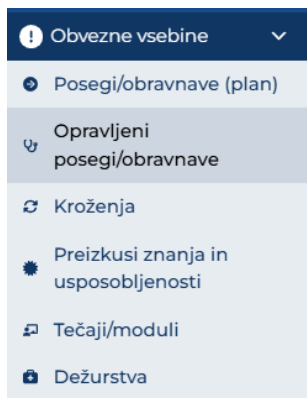 Obvezne vsebine
Posegi/obravnave (plan)
Opravljeni
posegi/obravnave
Kroženja
Preizkusi znanja in
usposobljenosti
Tečaji/moduli
Dežurstva